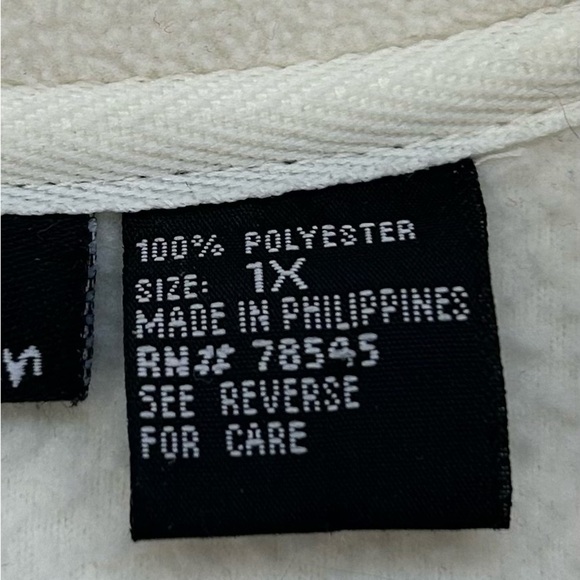 100% POLYESTER
SIZE: 1X
MADE IN PHILIPPINES
RN# 78545
SEE REVERSE
FOR CARE